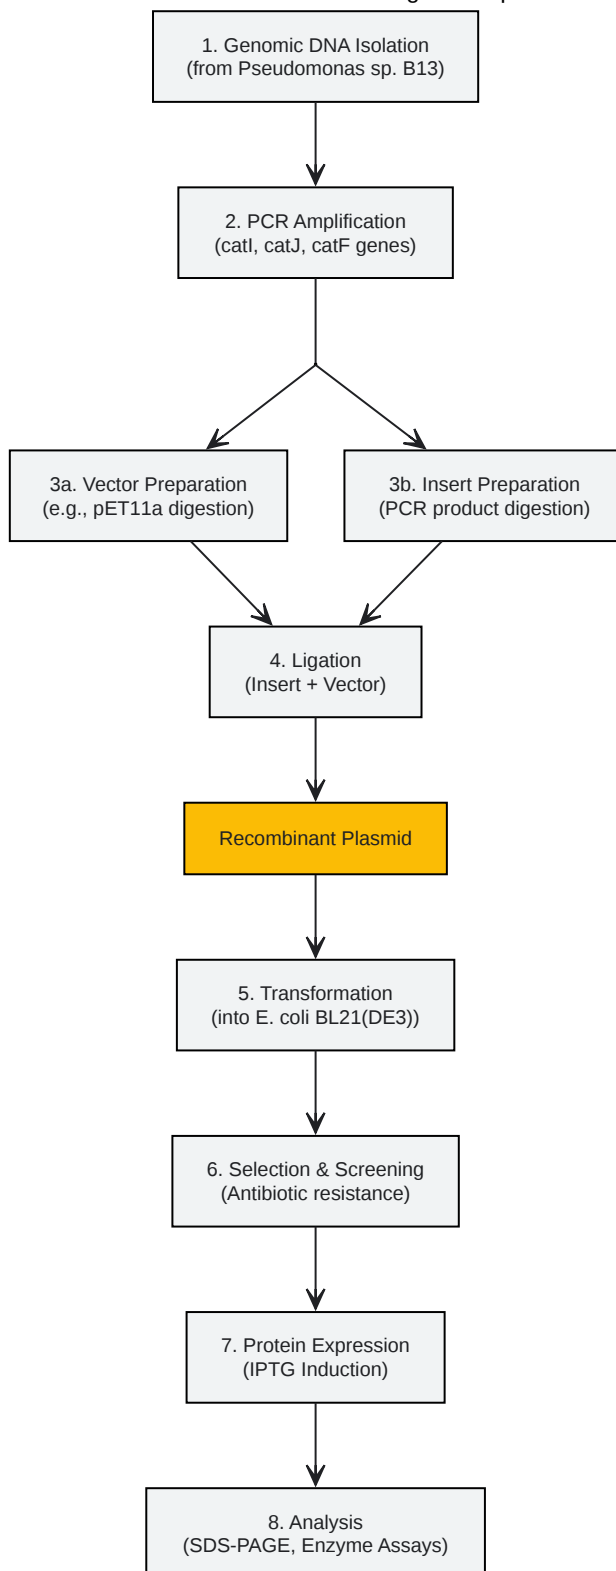 1. Genomic DNA Isolation
(from Pseudomonas sp. B13)
2. PCR Amplification
(catI, catJ, catF genes)
3a. Vector Preparation
(e.g., pET11a digestion)
3b. Insert Preparation
(PCR product digestion)
4. Ligation
(Insert + Vector)
Recombinant Plasmid
5. Transformation
(into E. coli BL21(DE3))
6. Selection & Screening
(Antibiotic resistance)
7. Protein Expression
(IPTG Induction)
8. Analysis
(SDS-PAGE, Enzyme Assays)